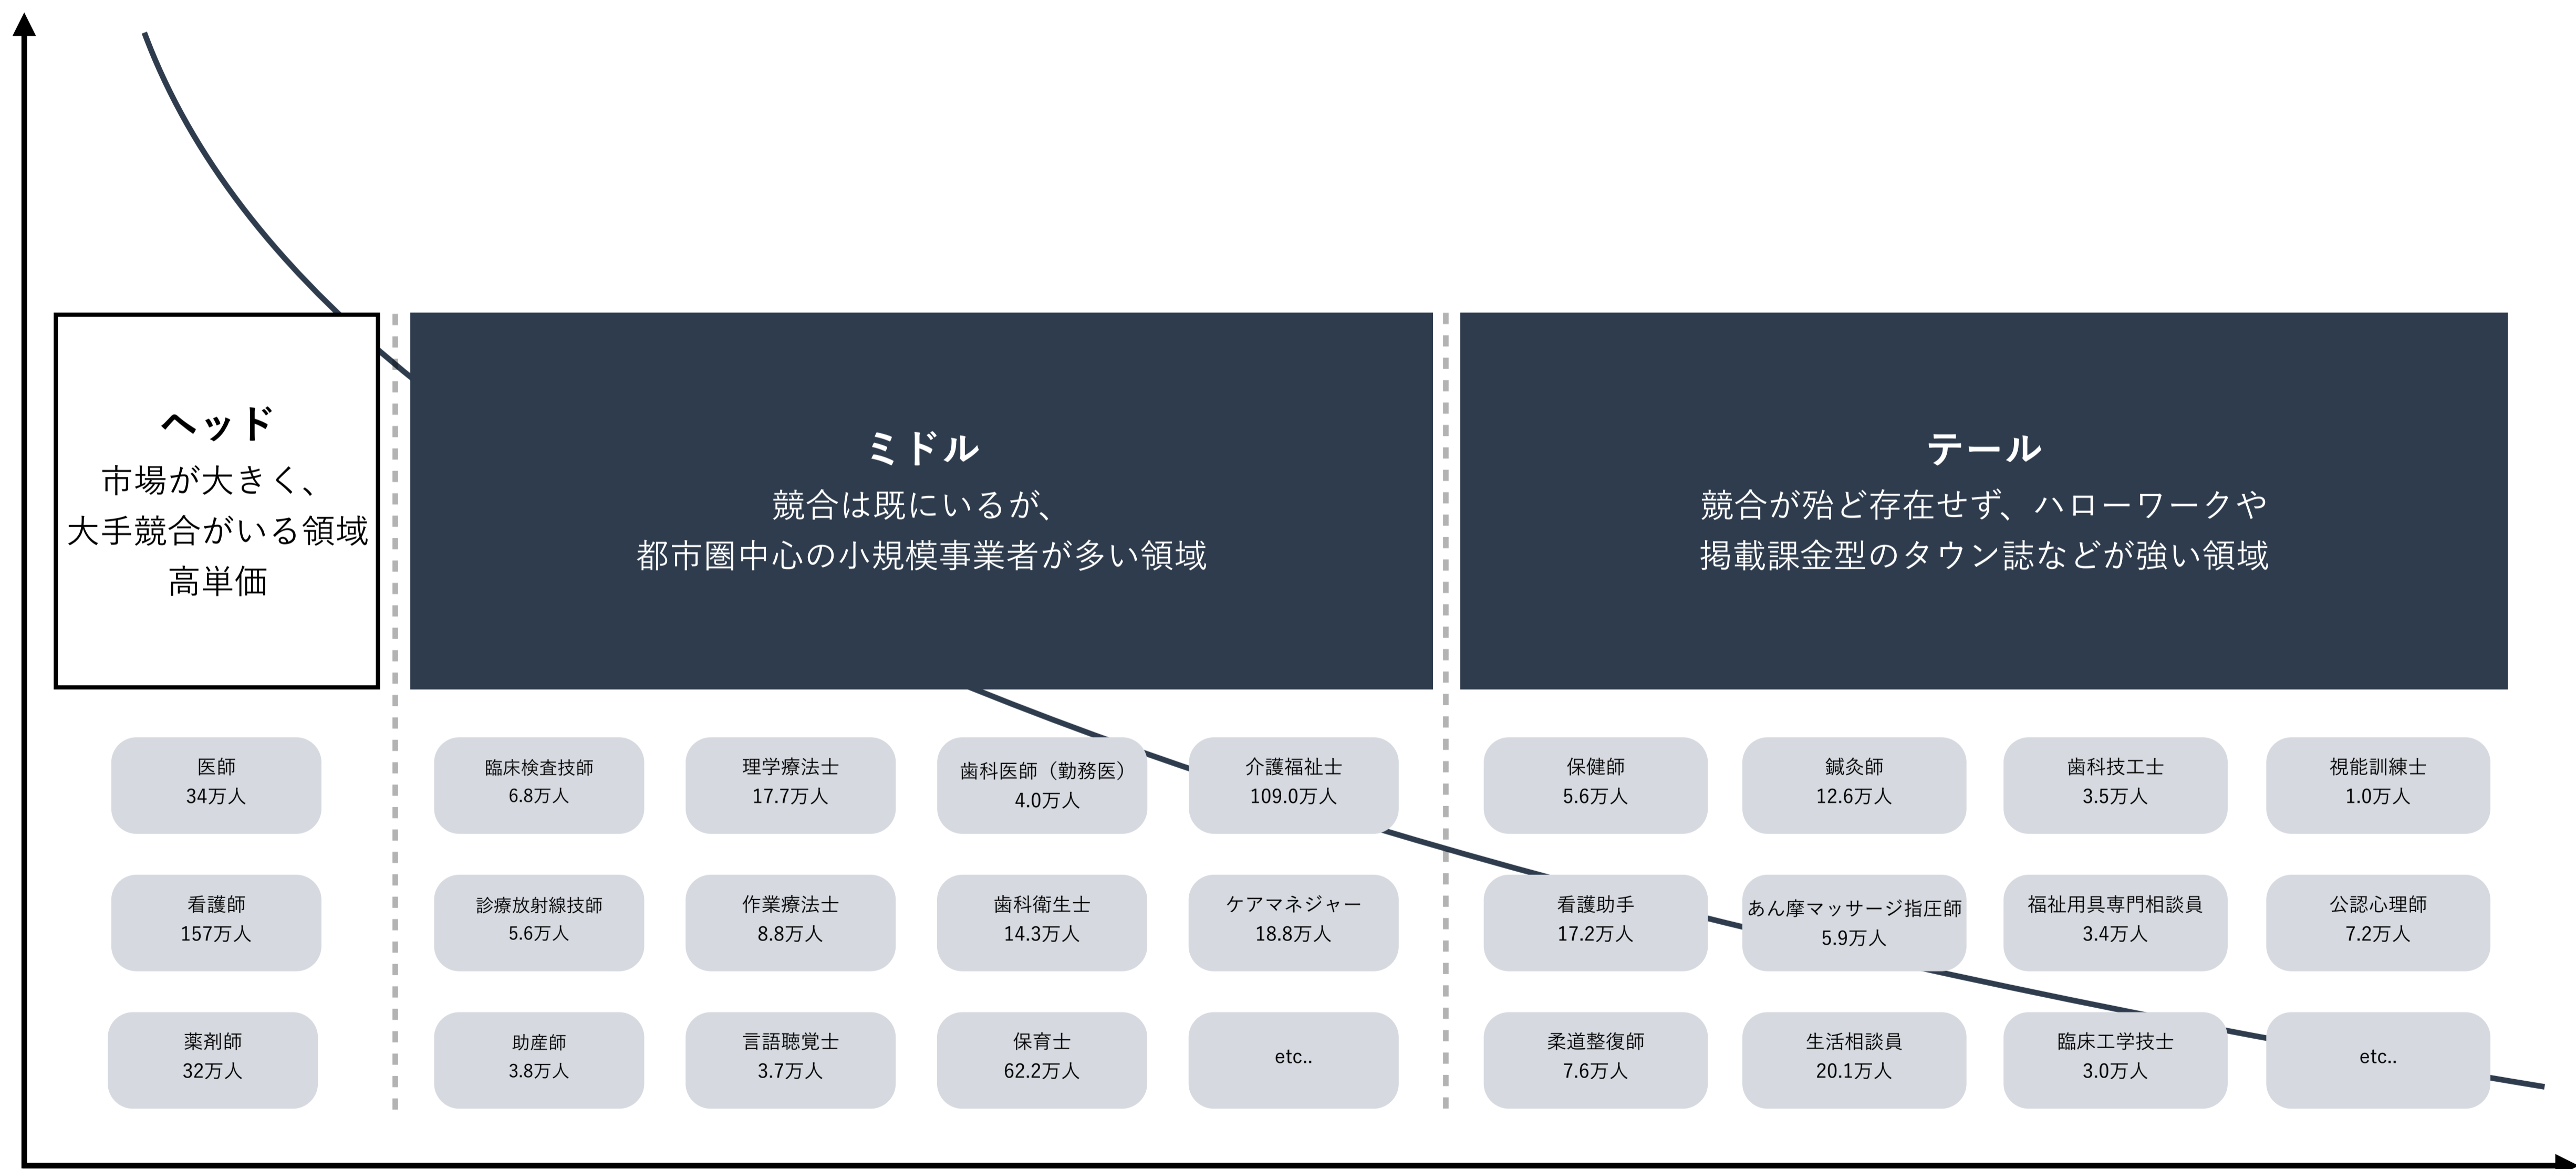 ヘッド
市場が大きく、
大手競合がいる領域
高単価
ミドル
競合は既にいるが、
都市圏中心の小規模事業者が多い領域
テール
競合が殆ど存在せず、ハローワークや
掲載課金型のタウン誌などが強い領域
医師
34万人
看護師
157万人
薬剤師
32万人
臨床検査技師
6.8万人
理学療法士
17.7万人
歯科医師（勤務医）
4.0万人
介護福祉士
109.0万人
診療放射線技師
5.6万人
作業療法士
8.8万人
歯科衛生士
14.3万人
ケアマネジャー
18.8万人
助産師
3.8万人
言語聴覚士
3.7万人
保育士
62.2万人
etc..
保健師
5.6万人
鍼灸師
12.6万人
歯科技工士
3.5万人
視能訓練士
1.0万人
看護助手
17.2万人
あん摩マッサージ指圧師
5.9万人
福祉用具専門相談員
3.4万人
公認心理師
7.2万人
柔道整復師
7.6万人
生活相談員
20.1万人
臨床工学技士
3.0万人
etc..